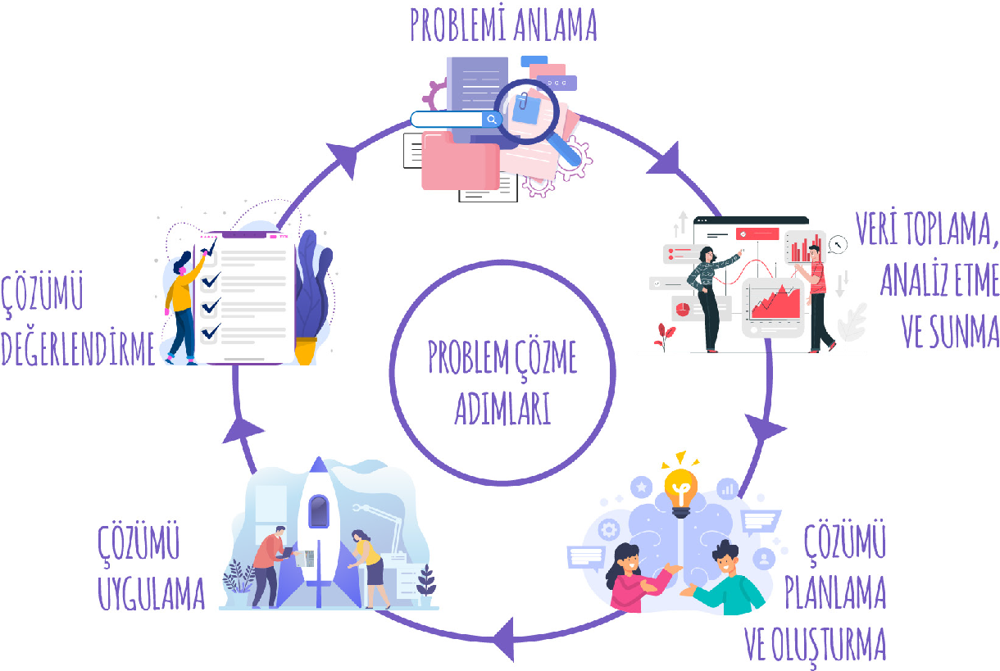 PROBLEMİ ANLAMA
VERİ TOPLAMA,
ANALİZ ETME
VE SUNMA
ÇÖZÜMÜ
PLANLAMA
VE OLUŞTURMA
ÇÖZÜMÜ
UYGULAMA
ÇÖZÜMÜ
DEĞERLENDİRME
PROBLEM ÇÖZME
ADIMLARI